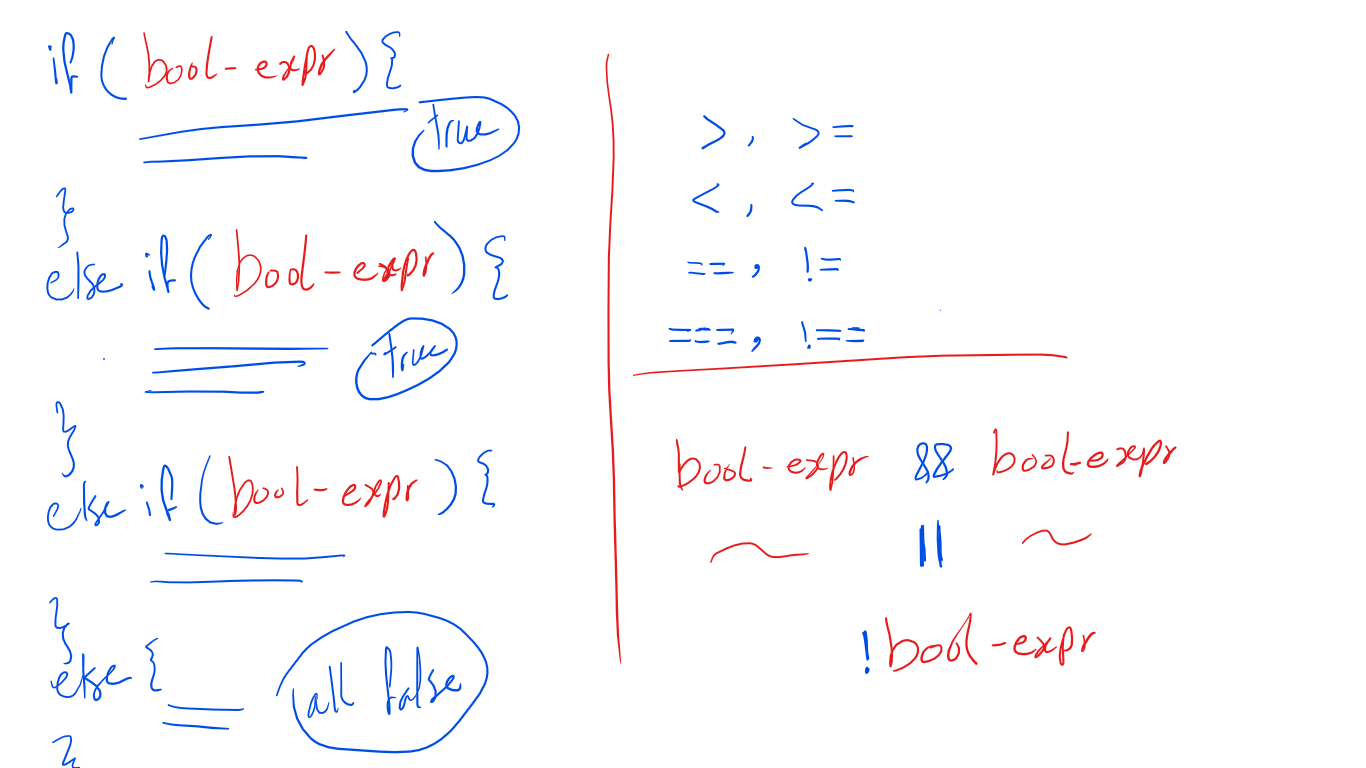 if ( bool-expr ) {
true
}
else if ( bool-expr ) {
true
}
else if ( bool-expr ) {
}
else {
all false
}
> , >=
< , <=
== , !=
=== , !==
bool-expr && bool-expr
||
!bool-expr